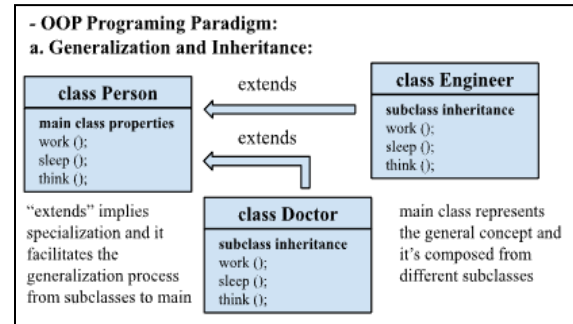 - OOP Programing Paradigm:
a. Generalization and Inheritance:
class Person
main class properties
work ();
sleep ();
think ();
extends
extends
class Engineer
subclass inheritance
work ();
sleep ();
think ();
"extends" implies
specialization and it
facilitates the
generalization process
from subclasses to main
class Doctor
subclass inheritance
work ();
sleep ();
think ();
main class represents
the general concept and
it's composed from
different subclasses